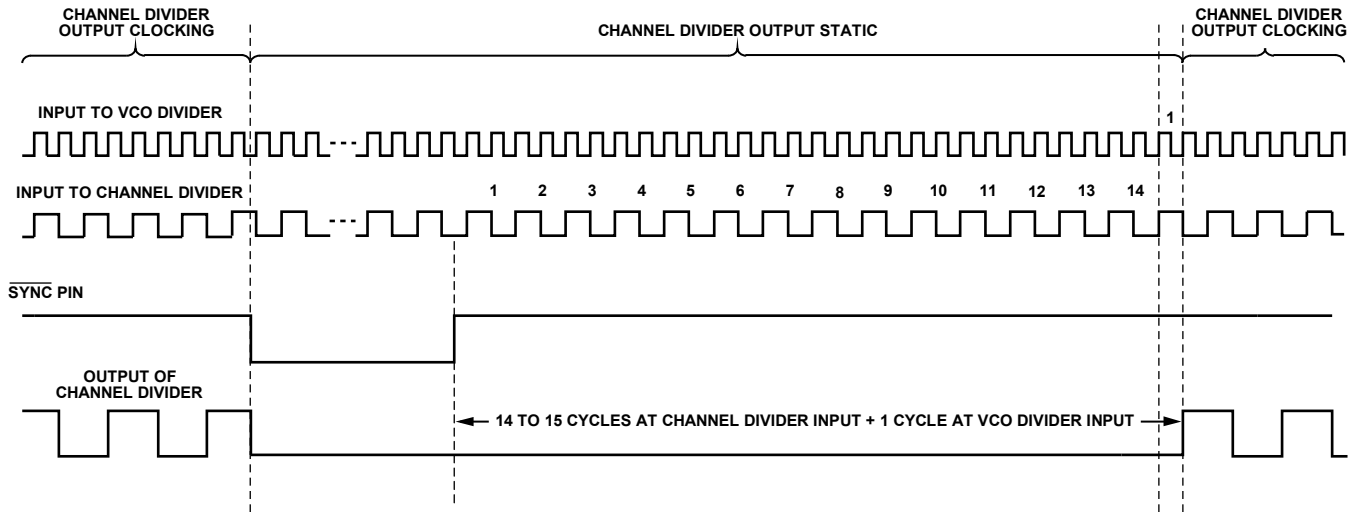 CHANNEL DIVIDER
OUTPUT CLOCKING
CHANNEL DIVIDER OUTPUT STATIC
CHANNEL DIVIDER
OUTPUT CLOCKING
INPUT TO VCO DIVIDER
1
INPUT TO CHANNEL DIVIDER
1 2 3 4 5 6 7 8 9 10 11 12 13 14
SYNC PIN
OUTPUT OF
CHANNEL DIVIDER
14 TO 15 CYCLES AT CHANNEL DIVIDER INPUT + 1 CYCLE AT VCO DIVIDER INPUT